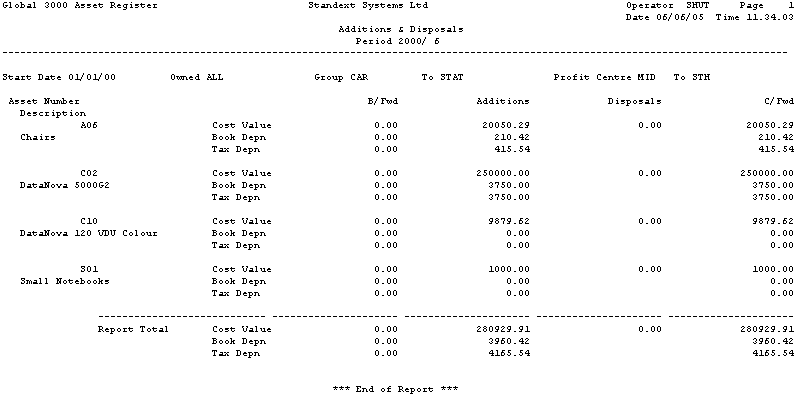 Global 3000 Asset Register Standext Systems Ltd Operator SHUT Page 1
Date 06/06/05 Time 11.34.03
Additions & Disposals
Period 2000/ 6
Start Date 01/01/00 Owned ALL Group CAR To STAT Profit Centre MID To STH
Asset Number B/Fwd Additions Disposals C/Fwd
Description
A06 Cost Value 0.00 20050.29 0.00 20050.29
Chairs Book Depn 0.00 210.42 210.42
Tax Depn 0.00 415.54 415.54
C02 Cost Value 0.00 250000.00 0.00 250000.00
DataNova 5000G2 Book Depn 0.00 3750.00 3750.00
Tax Depn 0.00 3750.00 3750.00
C10 Cost Value 0.00 9879.62 0.00 9879.62
DataNova 120 VDU Colour Book Depn 0.00 0.00 0.00
Tax Depn 0.00 0.00 0.00
S01 Cost Value 0.00 1000.00 0.00 1000.00
Small Notebooks Book Depn 0.00 0.00 0.00
Tax Depn 0.00 0.00 0.00
Report Total Cost Value 0.00 280929.91 0.00 280929.91
Book Depn 0.00 3960.42 3960.42
Tax Depn 0.00 4165.54 4165.54
*** End of Report ***